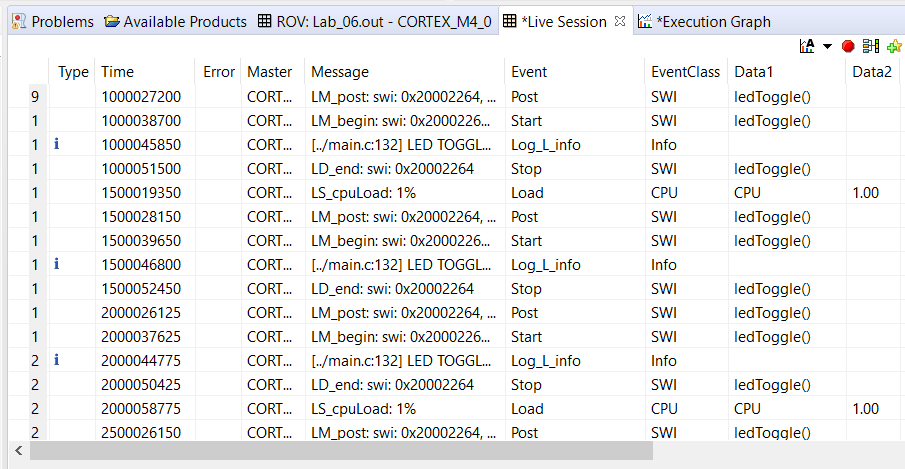 Problems Available Products ROV: Lab_06.out - CORTEX_M4_0 *Live Session *Execution Graph
Type Time Error Master Message Event EventClass Data1 Data2
9 1000027200 CORT... LM_post: swi: 0x20002264, ... Post SWI ledToggle()
1 1000038700 CORT... LM_begin: swi: 0x2000226... Start SWI ledToggle()
1 i 1000045850 CORT... [../main.c:132] LED TOGGL... Log_L_info Info
1 1000051500 CORT... LD_end: swi: 0x20002264 Stop SWI ledToggle()
1 1500019350 CORT... LS_cpuLoad: 1% Load CPU CPU 1.00
1 1500028150 CORT... LM_post: swi: 0x20002264, ... Post SWI ledToggle()
1 1500039650 CORT... LM_begin: swi: 0x2000226... Start SWI ledToggle()
1 i 1500046800 CORT... [../main.c:132] LED TOGGL... Log_L_info Info
1 1500052450 CORT... LD_end: swi: 0x20002264 Stop SWI ledToggle()
1 2000026125 CORT... LM_post: swi: 0x20002264, ... Post SWI ledToggle()
1 2000037625 CORT... LM_begin: swi: 0x2000226... Start SWI ledToggle()
2 i 2000044775 CORT... [../main.c:132] LED TOGGL... Log_L_info Info
2 2000050425 CORT... LD_end: swi: 0x20002264 Stop SWI ledToggle()
2 2000058775 CORT... LS_cpuLoad: 1% Load CPU CPU 1.00
2 2500026150 CORT... LM_post: swi: 0x20002264, ... Post SWI ledToggle()